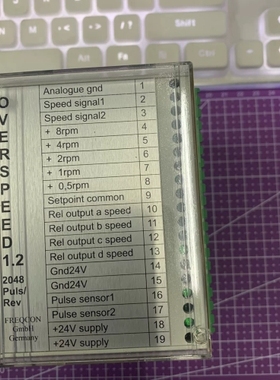 OVERSPEED
1.2
2048
Puls/
Rev
FREQCON
GmbH
Germany
Analogue gnd 1
Speed signal1 2
Speed signal2 3
+ 8rpm 4
+ 4rpm 5
+ 2rpm 6
+ 1rpm 7
+ 0,5rpm 8
Setpoint common 9
Rel output a speed 10
Rel output b speed 11
Rel output c speed 12
Rel output d speed 13
Gnd24V 14
Gnd24V 15
Pulse sensor1 16
Pulse sensor2 17
+24V supply 18
+24V supply 19